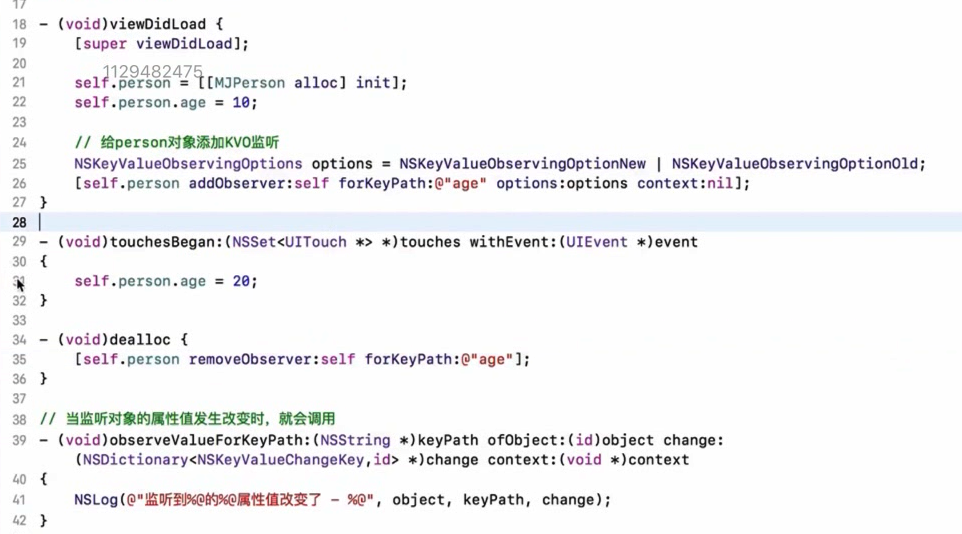 17
18 - (void)viewDidLoad {
19 [super viewDidLoad];
20
1129482475
21 self.person = [[MJPerson alloc] init];
22 self.person.age = 10;
23
24 // 给person对象添加KVO监听
25 NSKeyValueObservingOptions options = NSKeyValueObservingOptionNew | NSKeyValueObservingOptionOld;
26 [self.person addObserver:self forKeyPath:@"age" options:options context:nil];
27 }
28
29 - (void)touchesBegan:(NSSet<UITouch *> *)touches withEvent:(UIEvent *)event
30 {
31 self.person.age = 20;
32 }
33
34 - (void)dealloc {
35 [self.person removeObserver:self forKeyPath:@"age"];
36 }
37
38 // 当监听对象的属性值发生改变时，就会调用
39 - (void)observeValueForKeyPath:(NSString *)keyPath ofObject:(id)object change:
(NSDictionary<NSKeyValueChangeKey,id> *)change context:(void *)context
40 {
41 NSLog(@"监听到%@的%@属性值改变了 - %@", object, keyPath, change);
42 }